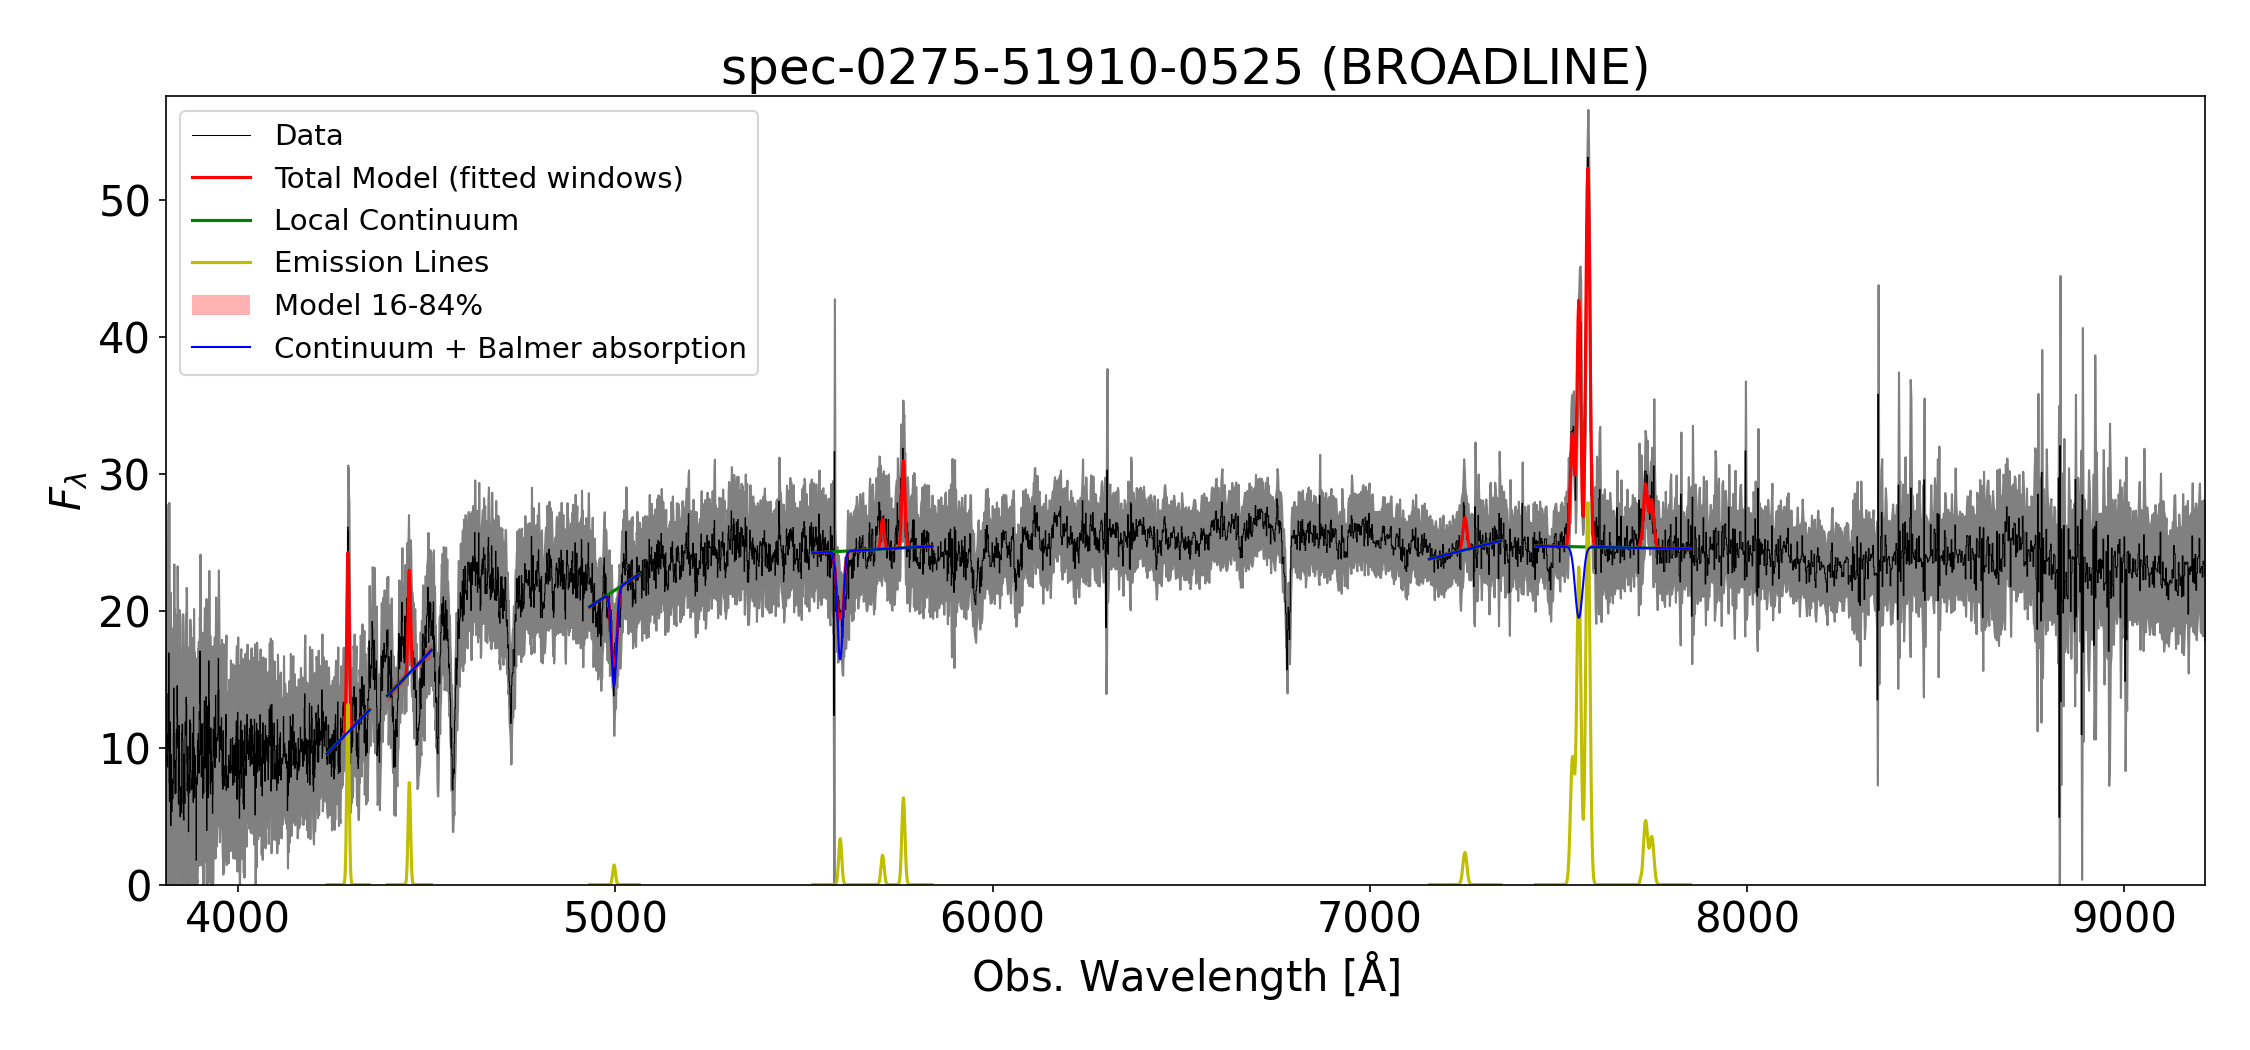 spec-0275-51910-0525 (BROADLINE)
Data
Total Model (fitted windows)
Local Continuum
Emission Lines
Model 16-84%
Continuum + Balmer absorption
50
40
30
20
10
0
Fλ
4000 5000 6000 7000 8000 9000
Obs. Wavelength [Å]